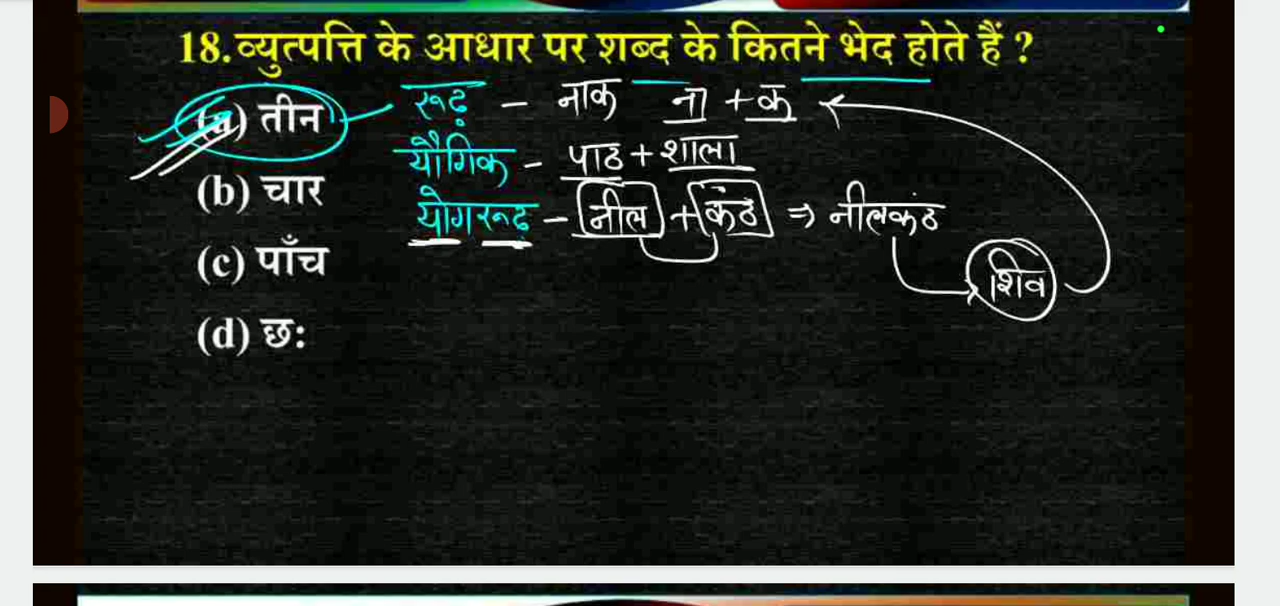 18.व्युत्पत्ति के आधार पर शब्द के कितने भेद होते हैं ?
(a) तीन रूढ़ - नाक ना + क
यौगिक - पाठ + शाला
(b) चार
योगरूढ़ - नील + कंठ ⇒ नीलकंठ
(c) पाँच
शिव
(d) छः